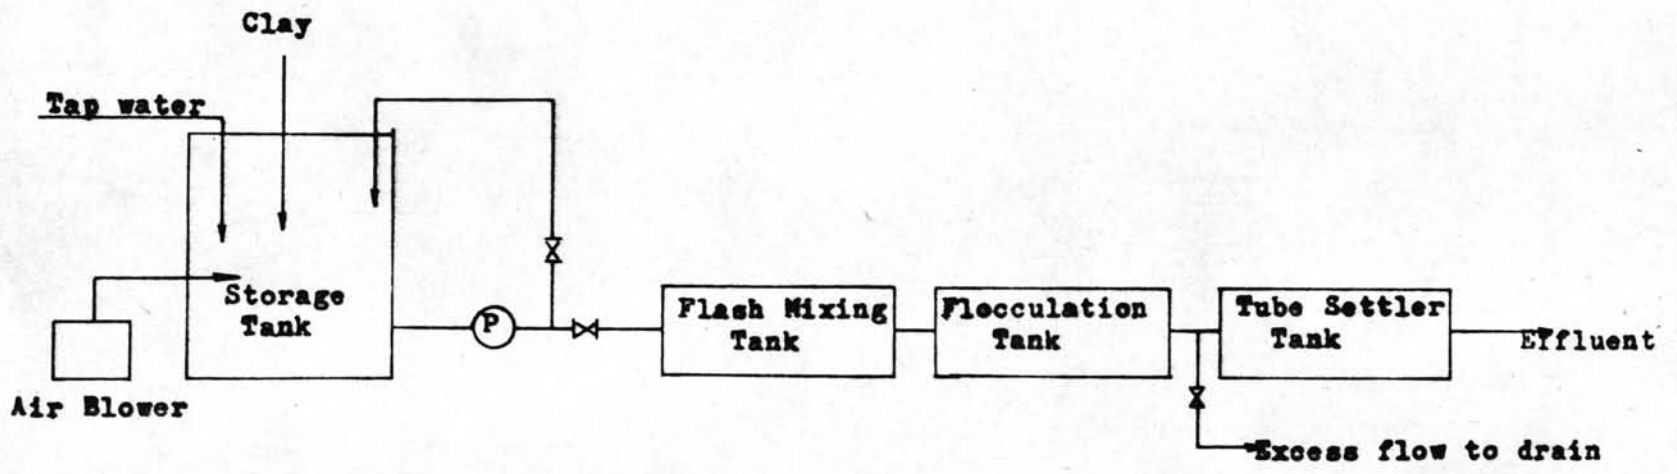 Clay
Tap water
Storage
Tank
Air Blower
P
Flash Mixing
Tank
Flocculation
Tank
Tube Settler
Tank
Effluent
Excess flow to drain